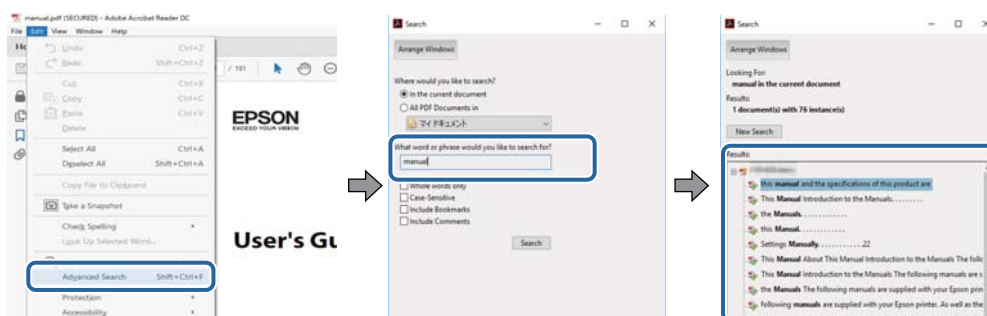 manual.pdf (SECURED) - Adobe Acrobat Reader DC
File Edit View Window Help
Undo Ctrl+Z
Redo Shift+Ctrl+Z
Cut Ctrl+X
Copy Ctrl+C
Paste Ctrl+V
Delete
Select All Ctrl+A
Deselect All Shift+Ctrl+A
Copy File to Clipboard
Take a Snapshot
Check Spelling
Look Up Selected Word...
Advanced Search Shift+Ctrl+F
Protection
Accessibility
/ 191
EPSON
EXCEED YOUR VISION
User's Gu
Search
Arrange Windows
Where would you like to search?
In the current document
All PDF Documents in
マイドキュメント
What word or phrase would you like to search for?
manual
Whole words only
Case-Sensitive
Include Bookmarks
Include Comments
Search
Search
Arrange Windows
Looking For:
manual in the current document
Results:
1 document(s) with 76 instance(s)
New Search
Results:
this manual and the specifications of this product are
This Manual Introduction to the Manuals.........
the Manuals.............
this Manual.............
Settings Manually.............22
This Manual About This Manual Introduction to the Manuals The follo
This Manual Introduction to the Manuals The following manuals are s
the Manuals The following manuals are supplied with your Epson prin
following manuals are supplied with your Epson printer. As well as the